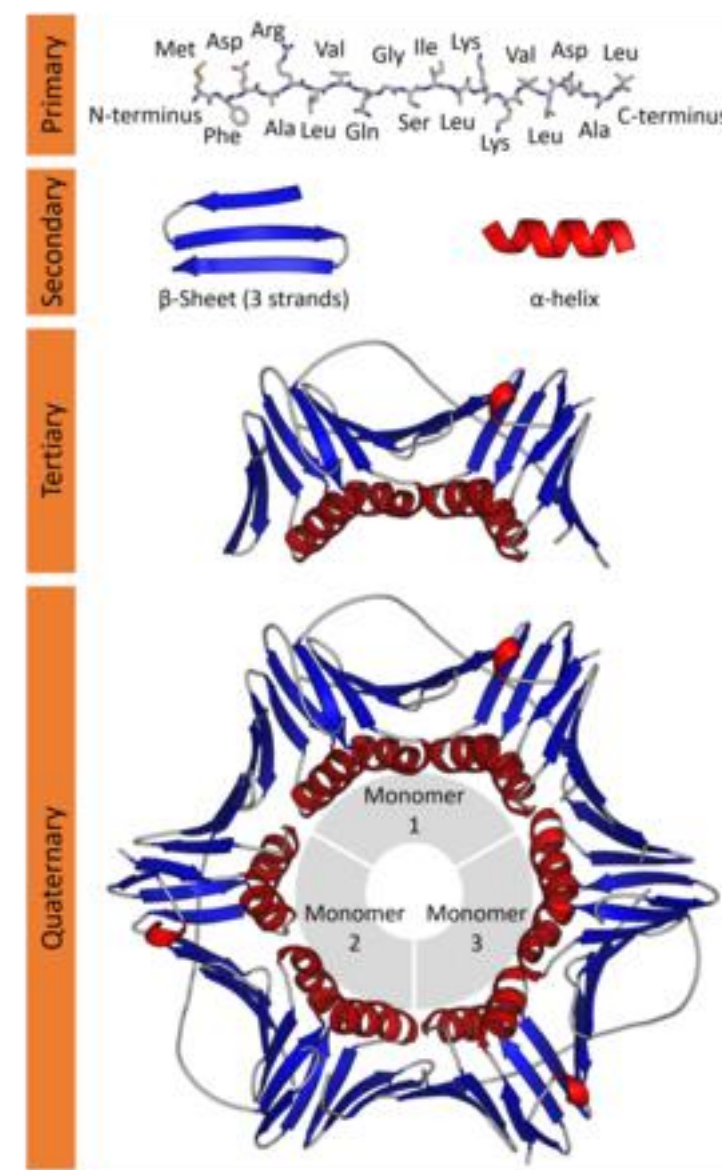 Primary
Met Asp Arg Val Gly Ile Lys Val Asp Leu
N-terminus Phe Ala Leu Gln Ser Leu Lys Leu Ala C-terminus
Secondary
β-Sheet (3 strands)
α-helix
Tertiary
Quaternary
Monomer
1
Monomer
2
Monomer
3